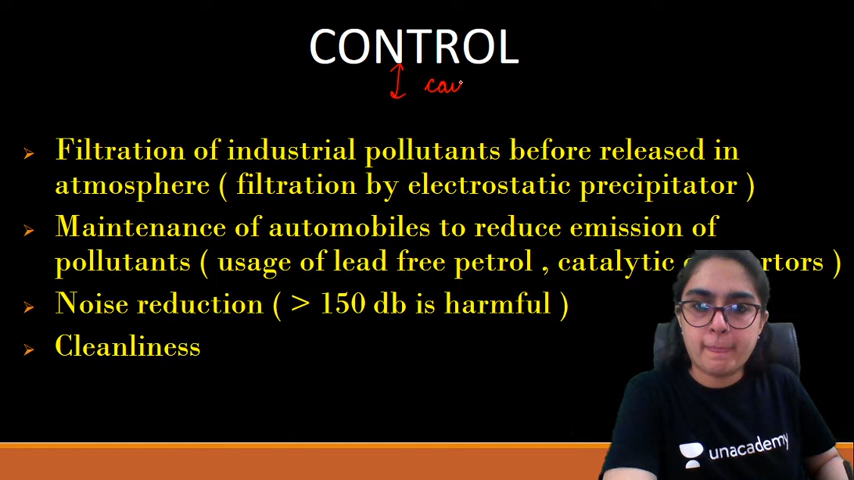 CONTROL
Filtration of industrial pollutants before released in
atmosphere ( filtration by electrostatic precipitator )
Maintenance of automobiles to reduce emission of
pollutants ( usage of lead free petrol , catalytic
Noise reduction ( > 150 db is harmful )
Cleanliness
unacademy